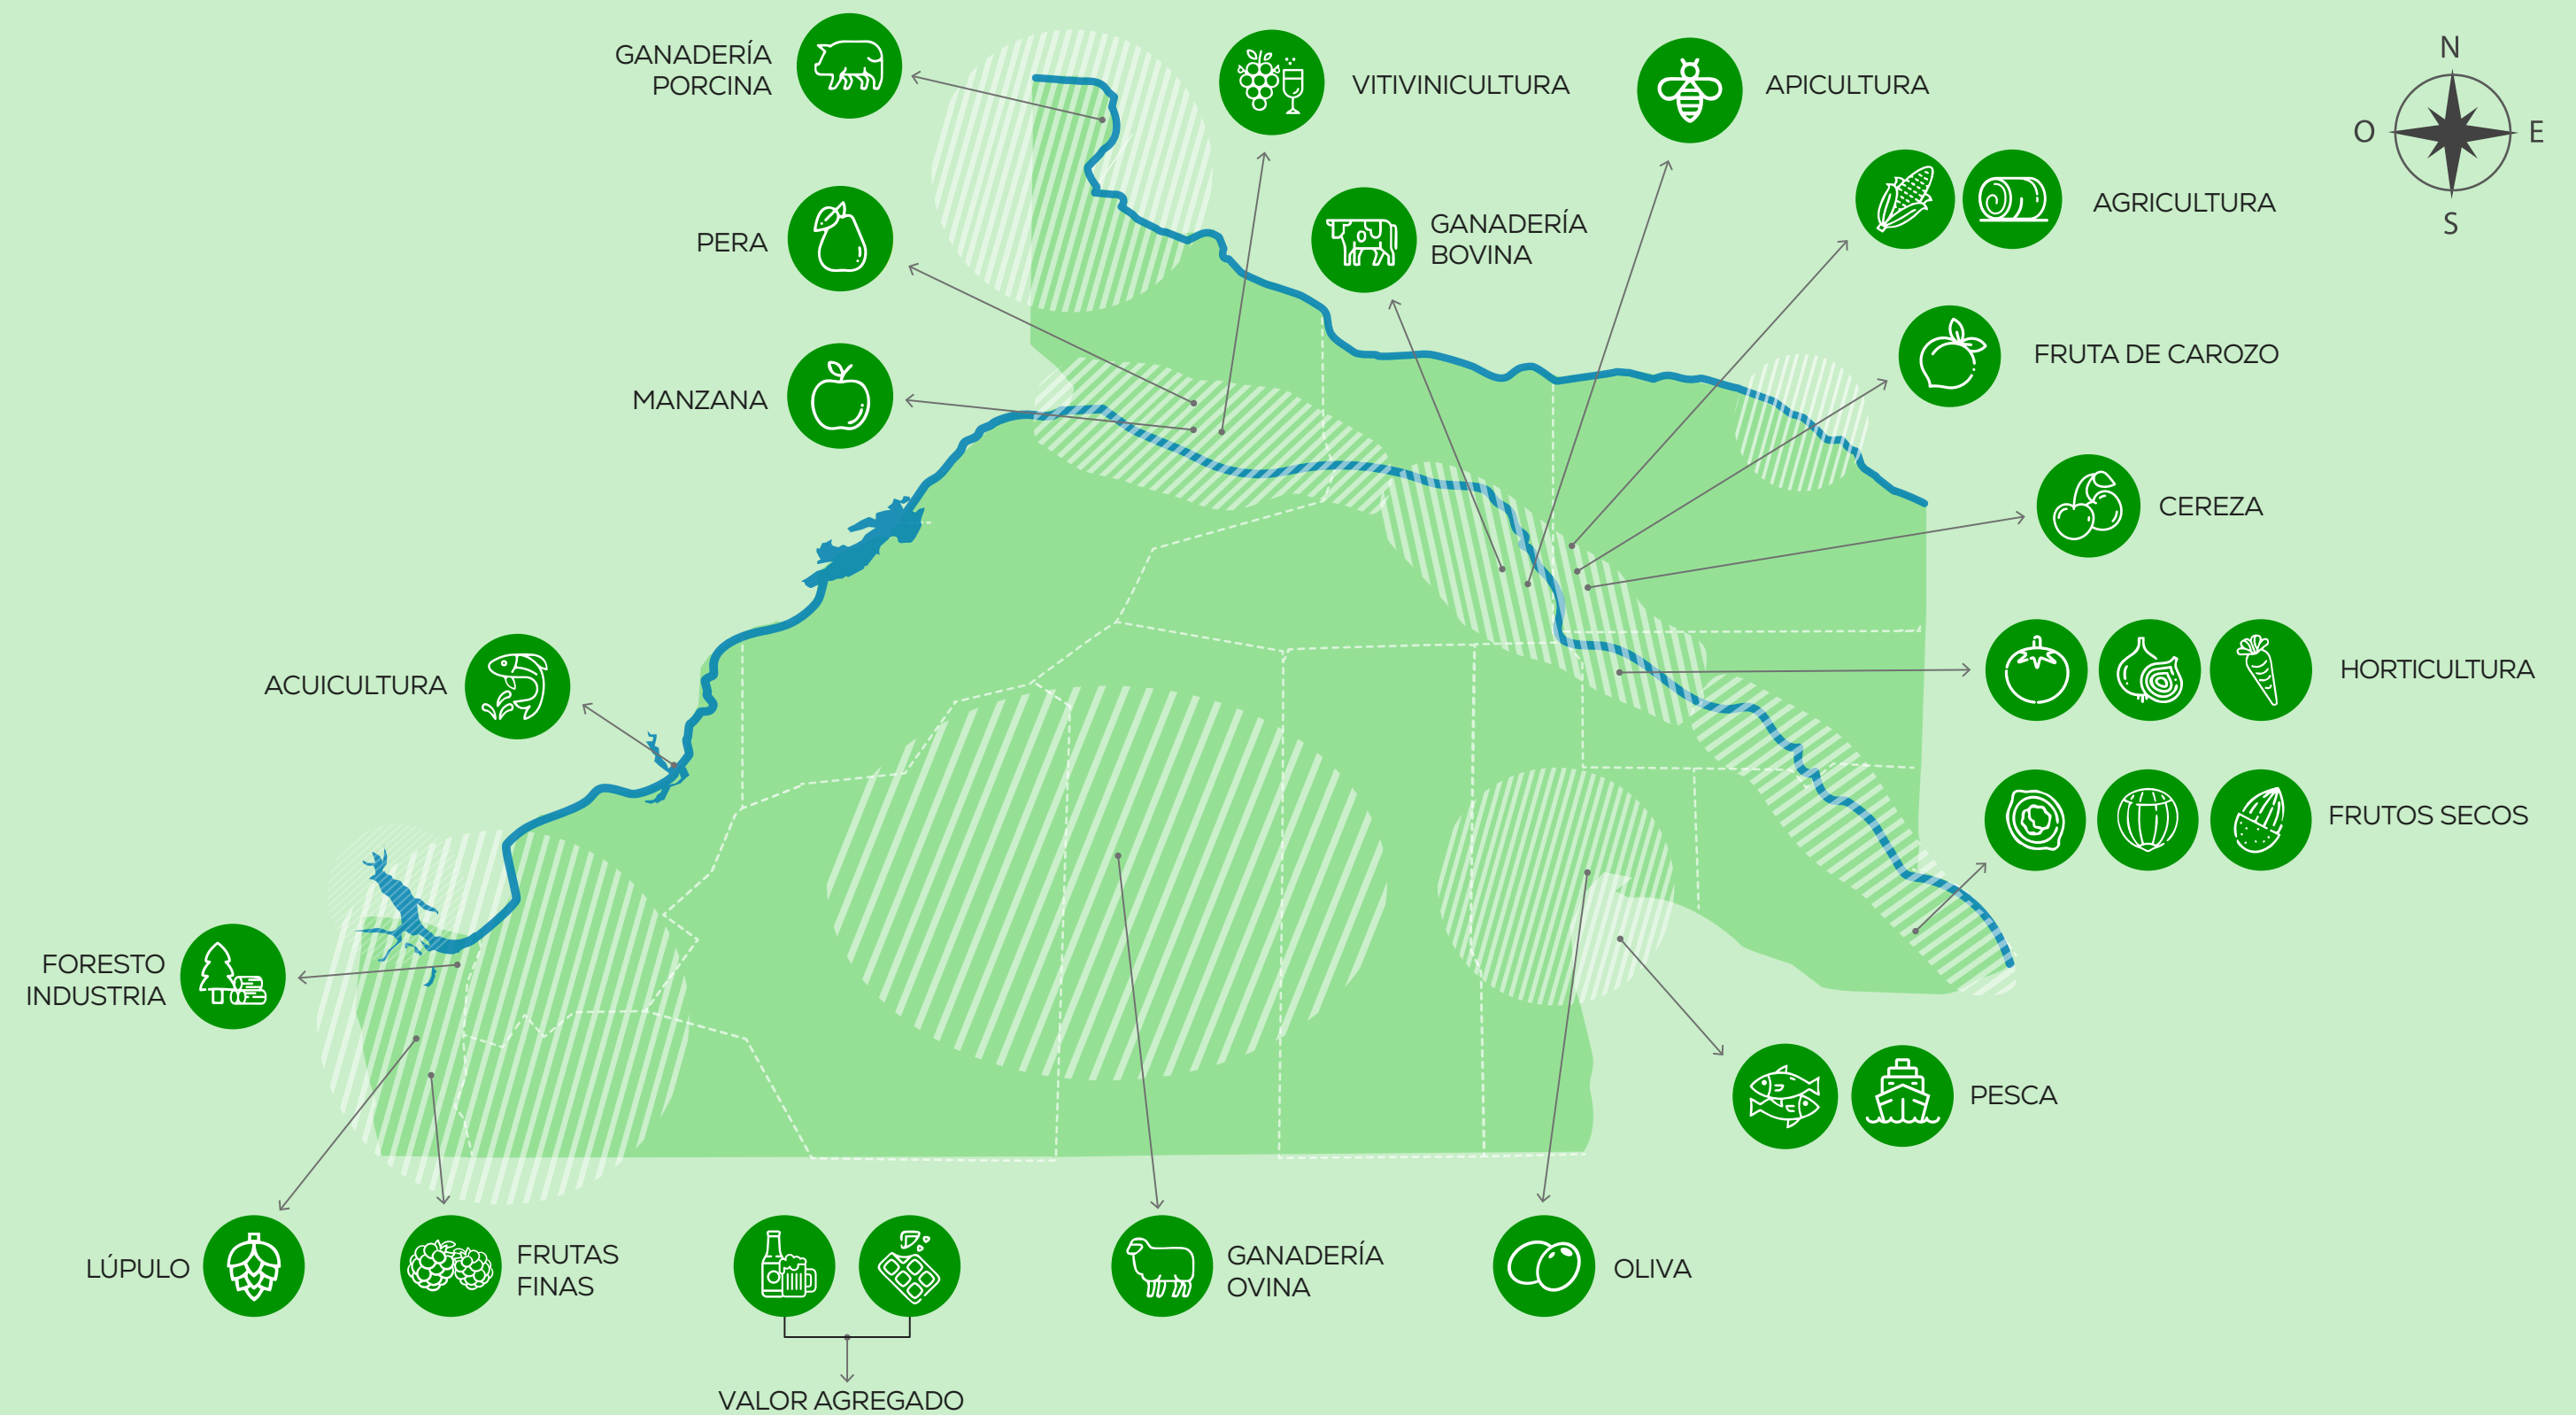 GANADERÍA
PORCINA
VITIVINICULTURA
APICULTURA
N
O
E
S
AGRICULTURA
PERA
GANADERÍA
BOVINA
MANZANA
FRUTA DE CAROZO
CEREZA
ACUICULTURA
HORTICULTURA
FRUTOS SECOS
FORESTO
INDUSTRIA
PESCA
LÚPULO
FRUTAS
FINAS
GANADERÍA
OVINA
OLIVA
VALOR AGREGADO